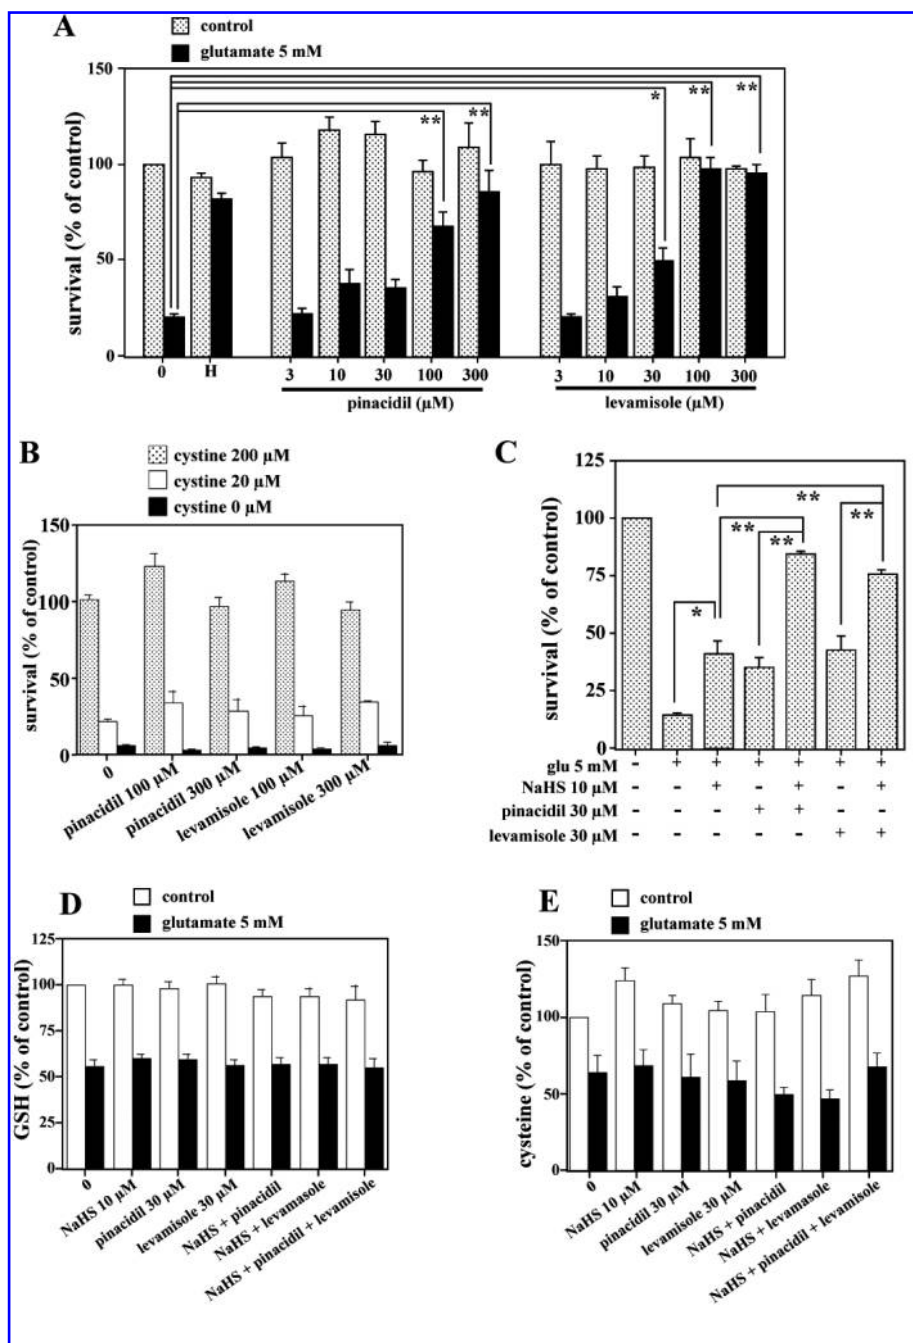 A
control
glutamate 5 mM
survival (% of control)
150
100
50
0
** ** * ** **
0 H 3 10 30 100 300 3 10 30 100 300
pinacidil (µM) levamisole (µM)
B
cystine 200 µM
cystine 20 µM
cystine 0 µM
survival (% of control)
150
100
50
0
0
pinacidil 100 µM
pinacidil 300 µM
levamisole 100 µM
levamisole 300 µM
C
survival (% of control)
125
100
75
50
25
0
**
** ** **
*
glu 5 mM - + + + + + +
NaHS 10 µM - - + - + - +
pinacidil 30 µM - - - + + - -
levamisole 30 µM - - - - - + +
D
control
glutamate 5 mM
GSH (% of control)
125
100
75
50
25
0
0
NaHS 10 µM
pinacidil 30 µM
levamisole 30 µM
NaHS + pinacidil
NaHS + levamasole
NaHS + pinacidil + levamisole
E
control
glutamate 5 mM
cysteine (% of control)
150
100
50
0
0
NaHS 10 µM
pinacidil 30 µM
levamisole 30 µM
NaHS + pinacidil
NaHS + levamasole
NaHS + pinacidil + levamisole